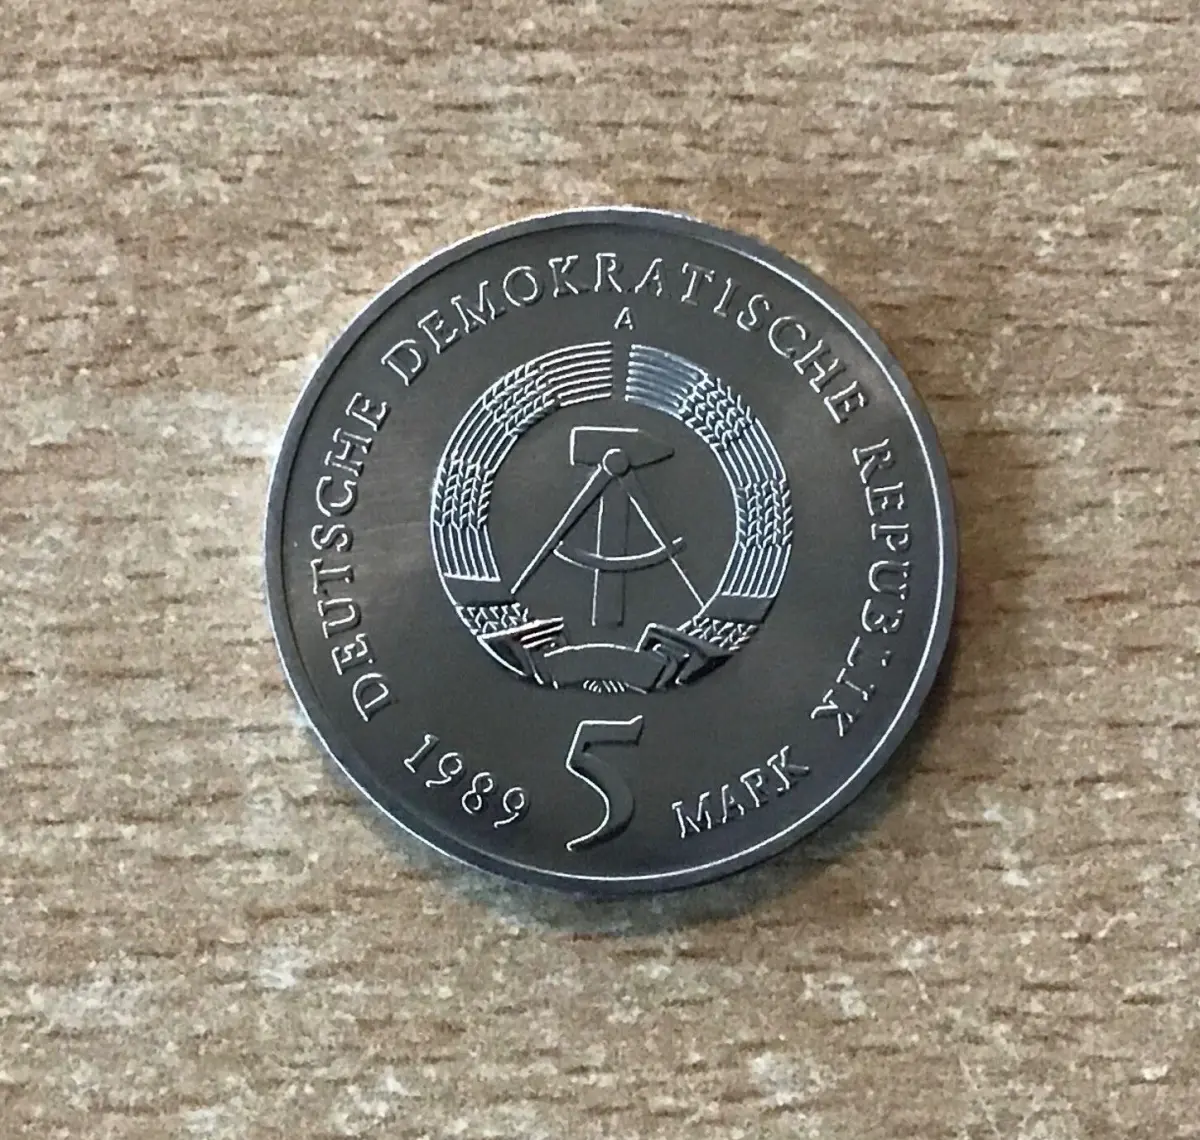 DEUTSCHE DEMOKRATISCHE REPUBLIK
A
1989 5 MARK